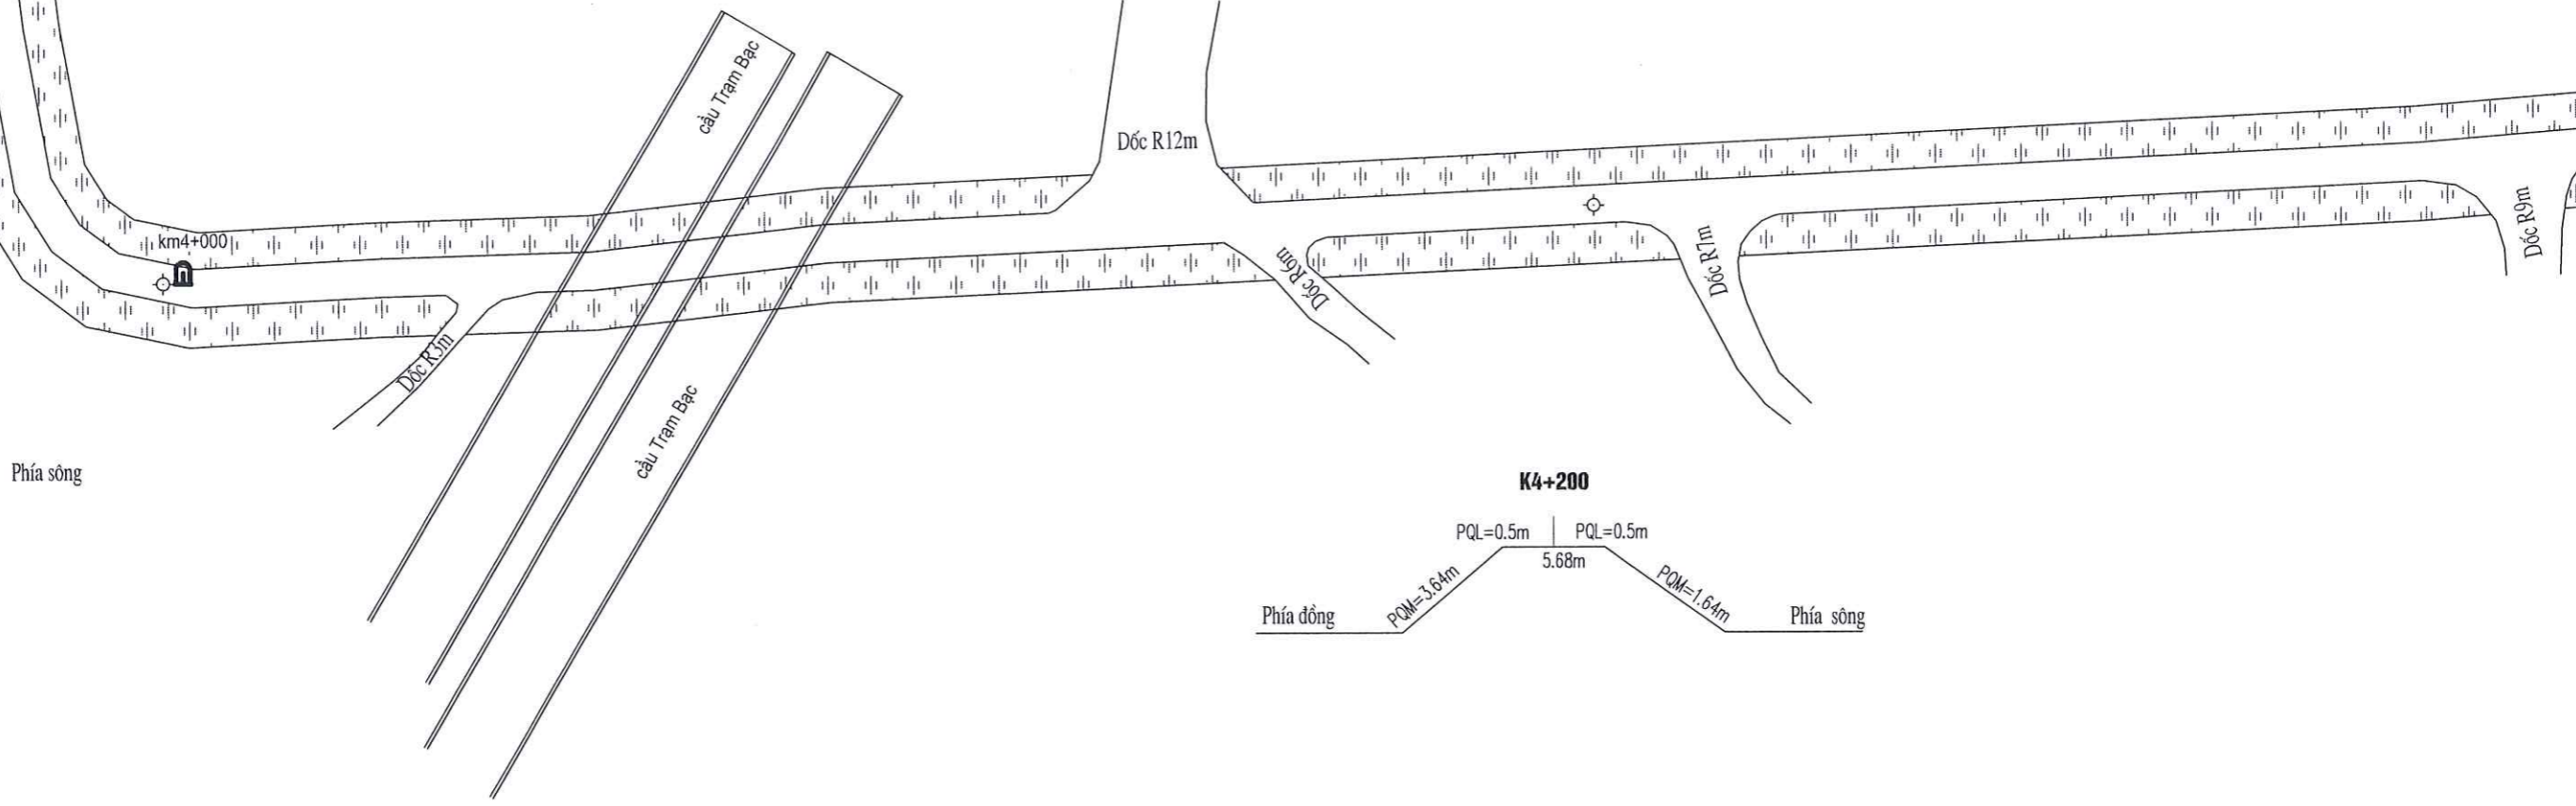 cầu Trạm Bạc
Dốc R12m
km4+000
Dốc R6m
Dốc R7m
Dốc R9m
Dốc R3m
cầu Trạm Bạc
Phía sông
K4+200
PQL=0.5m
PQL=0.5m
5.68m
PQM=3.64m
PQM=1.64m
Phía đồng
Phía sông